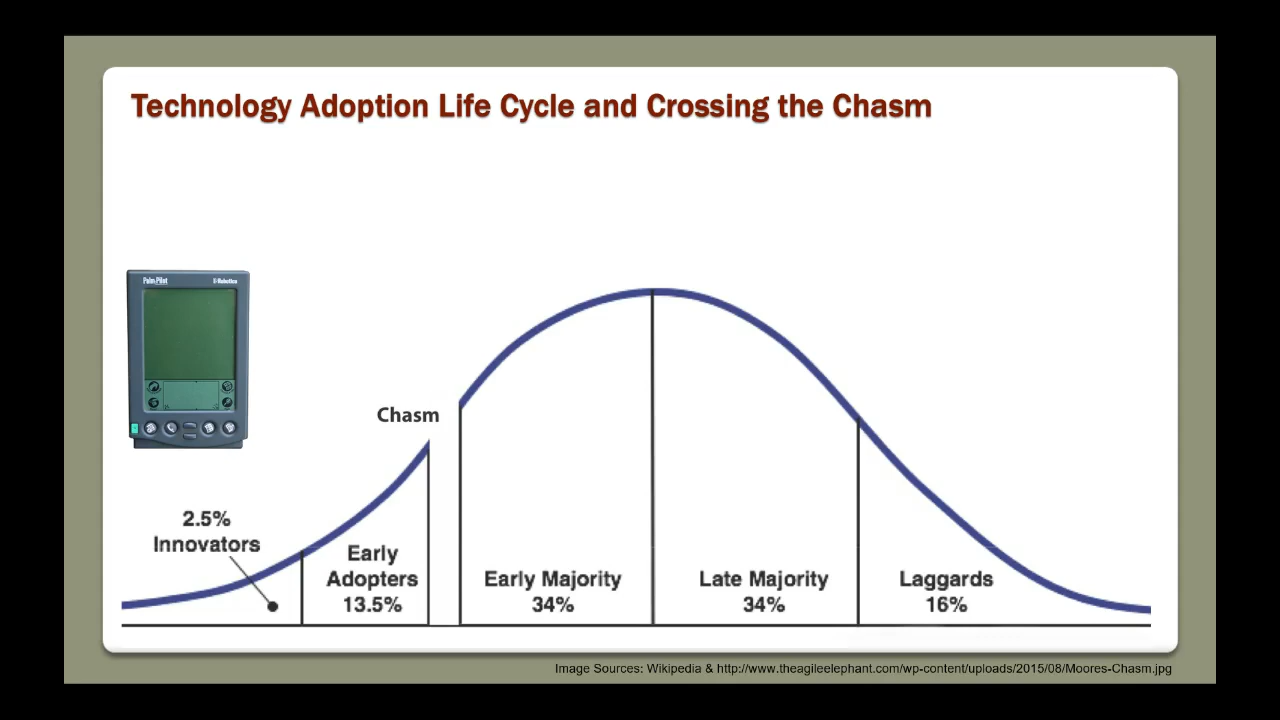 Technology Adoption Life Cycle and Crossing the Chasm
Palm Pilot
Chasm
2.5%
Innovators
Early
Adopters
13.5%
Early Majority
34%
Late Majority
34%
Laggards
16%
Image Sources: Wikipedia & http://www.theagileelephant.com/wp-content/uploads/2015/08/Moores-Chasm.jpg